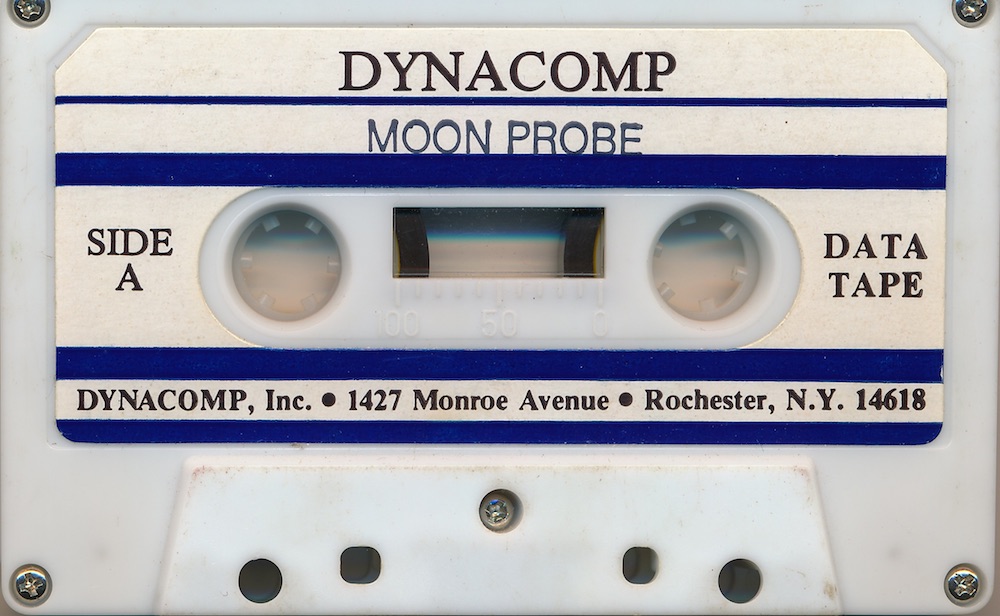 DYNACOMP
MOON PROBE
SIDE
A
DATA
TAPE
100 50 0
DYNACOMP, Inc. ● 1427 Monroe Avenue ● Rochester, N.Y. 14618